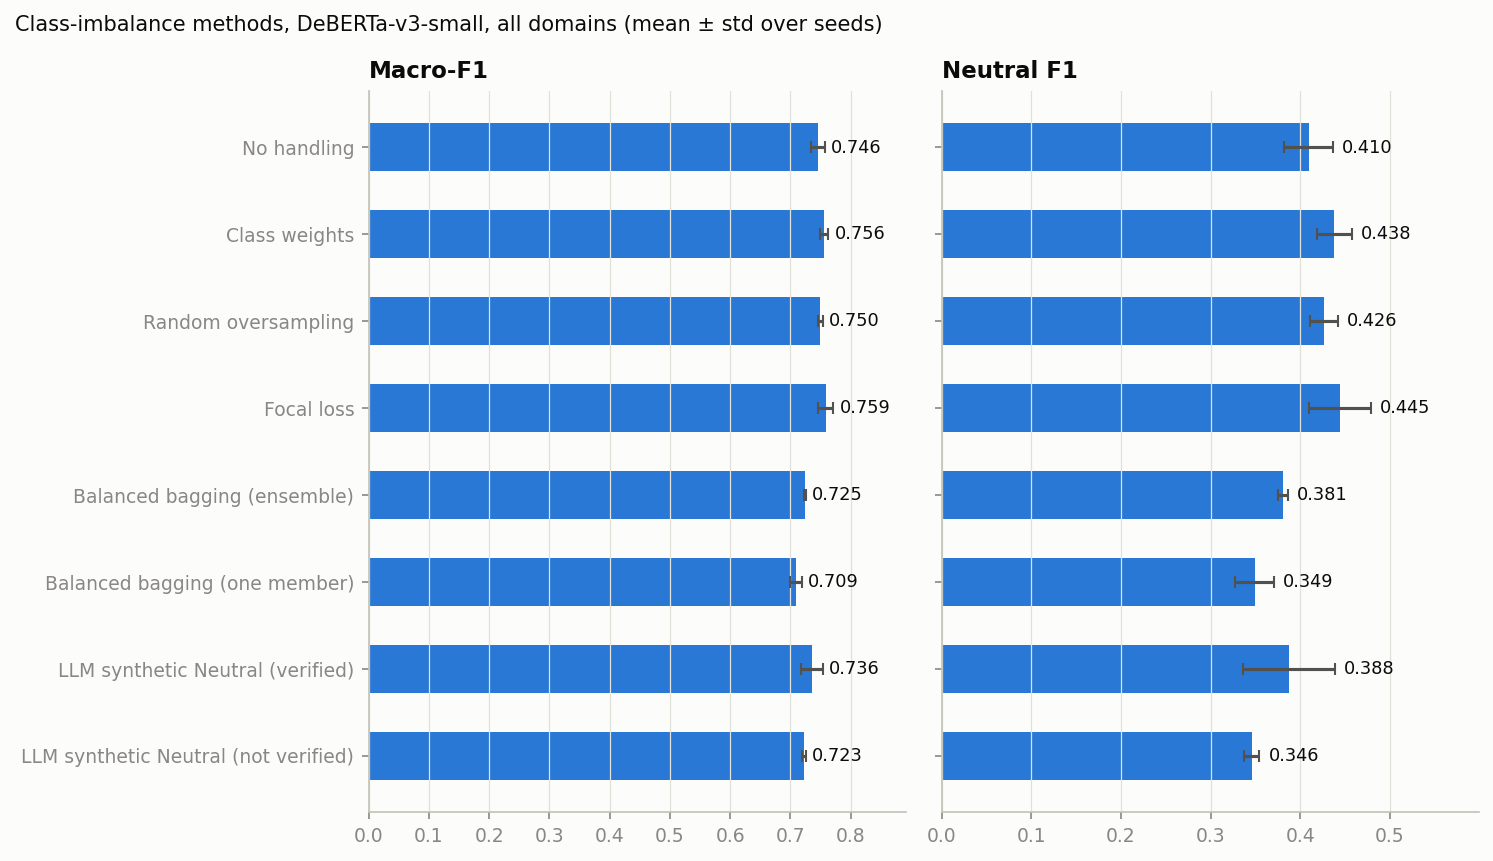 Class-imbalance methods, DeBERTa-v3-small, all domains (mean ± std over seeds)
Macro-F1
Neutral F1
No handling 0.746 0.410
Class weights 0.756 0.438
Random oversampling 0.750 0.426
Focal loss 0.759 0.445
Balanced bagging (ensemble) 0.725 0.381
Balanced bagging (one member) 0.709 0.349
LLM synthetic Neutral (verified) 0.736 0.388
LLM synthetic Neutral (not verified) 0.723 0.346
0.0 0.1 0.2 0.3 0.4 0.5 0.6 0.7 0.8
0.0 0.1 0.2 0.3 0.4 0.5